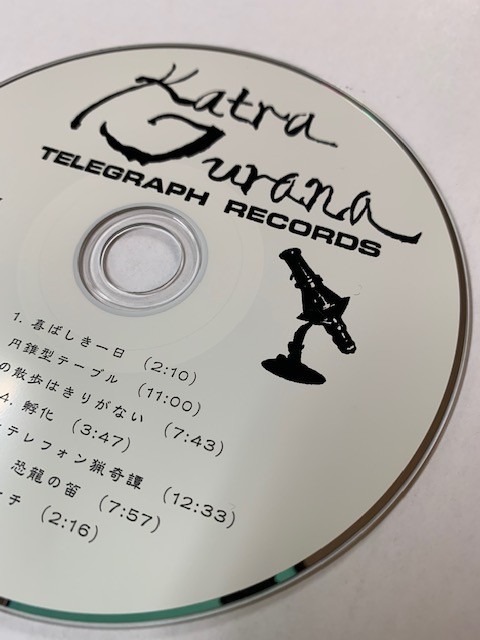 Katra
Gurana
TELEGRAPH RECORDS
1. 喜ばしき一日 (2:10)
円錐型テーブル (11:00)
の散歩はきりがない (7:43)
4. 孵化 (3:47)
テレフォン猟奇譚 (12:33)
恐龍の笛 (7:57)
チ (2:16)